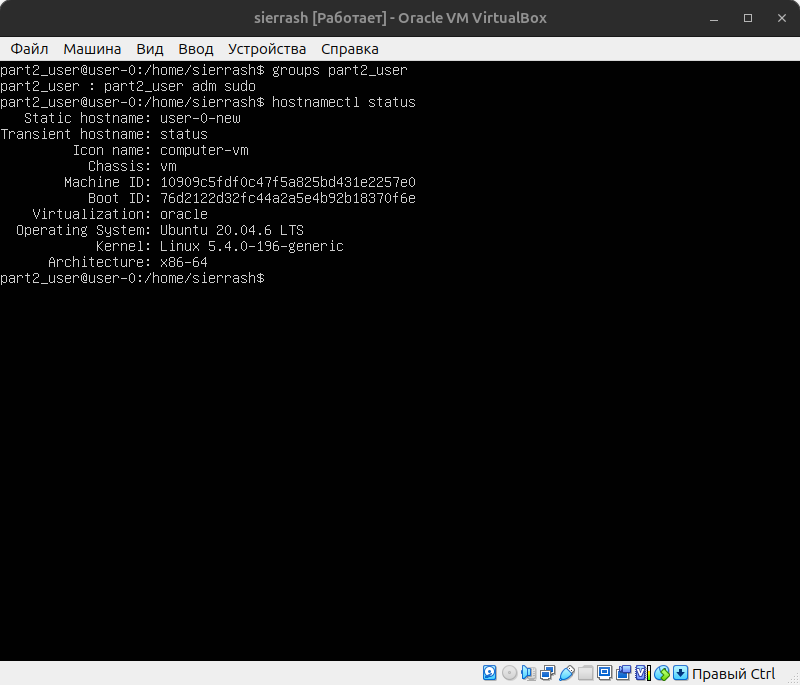 sierrash [Работает] - Oracle VM VirtualBox
Файл Машина Вид Ввод Устройства Справка
part2_user@user-0:/home/sierrash$ groups part2_user
part2_user : part2_user adm sudo
part2_user@user-0:/home/sierrash$ hostnamectl status
Static hostname: user-0-new
Transient hostname: status
Icon name: computer-vm
Chassis: vm
Machine ID: 10909c5fdf0c47f5a825bd431e2257e0
Boot ID: 76d2122d32fc44a2a5e4b92b18370f6e
Virtualization: oracle
Operating System: Ubuntu 20.04.6 LTS
Kernel: Linux 5.4.0-196-generic
Architecture: x86-64
part2_user@user-0:/home/sierrash$
Правый Ctrl